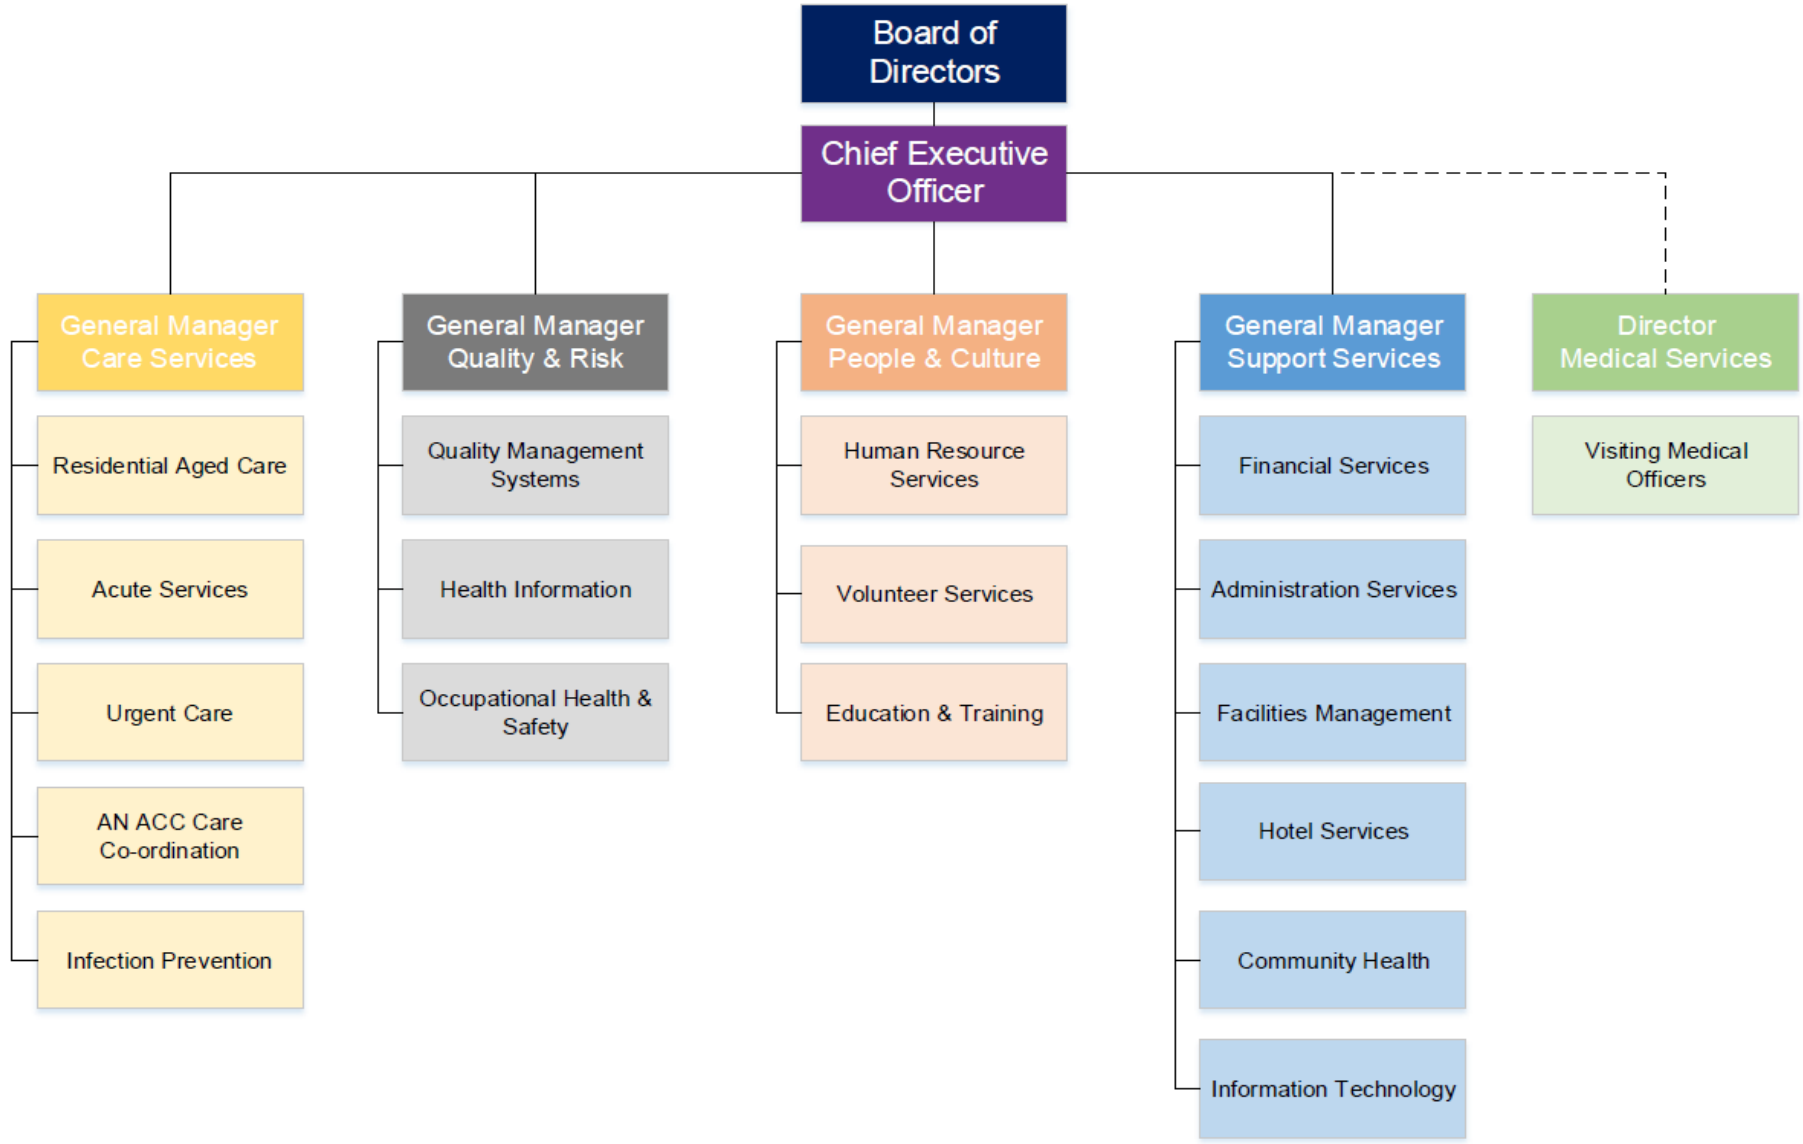 Board of
Directors
Chief Executive
Officer
General Manager
Care Services
General Manager
Quality & Risk
General Manager
People & Culture
General Manager
Support Services
Director
Medical Services
Residential Aged Care
Quality Management
Systems
Human Resource
Services
Financial Services
Visiting Medical
Officers
Acute Services
Health Information
Volunteer Services
Administration Services
Urgent Care
Occupational Health &
Safety
Education & Training
Facilities Management
AN ACC Care
Co-ordination
Hotel Services
Infection Prevention
Community Health
Information Technology